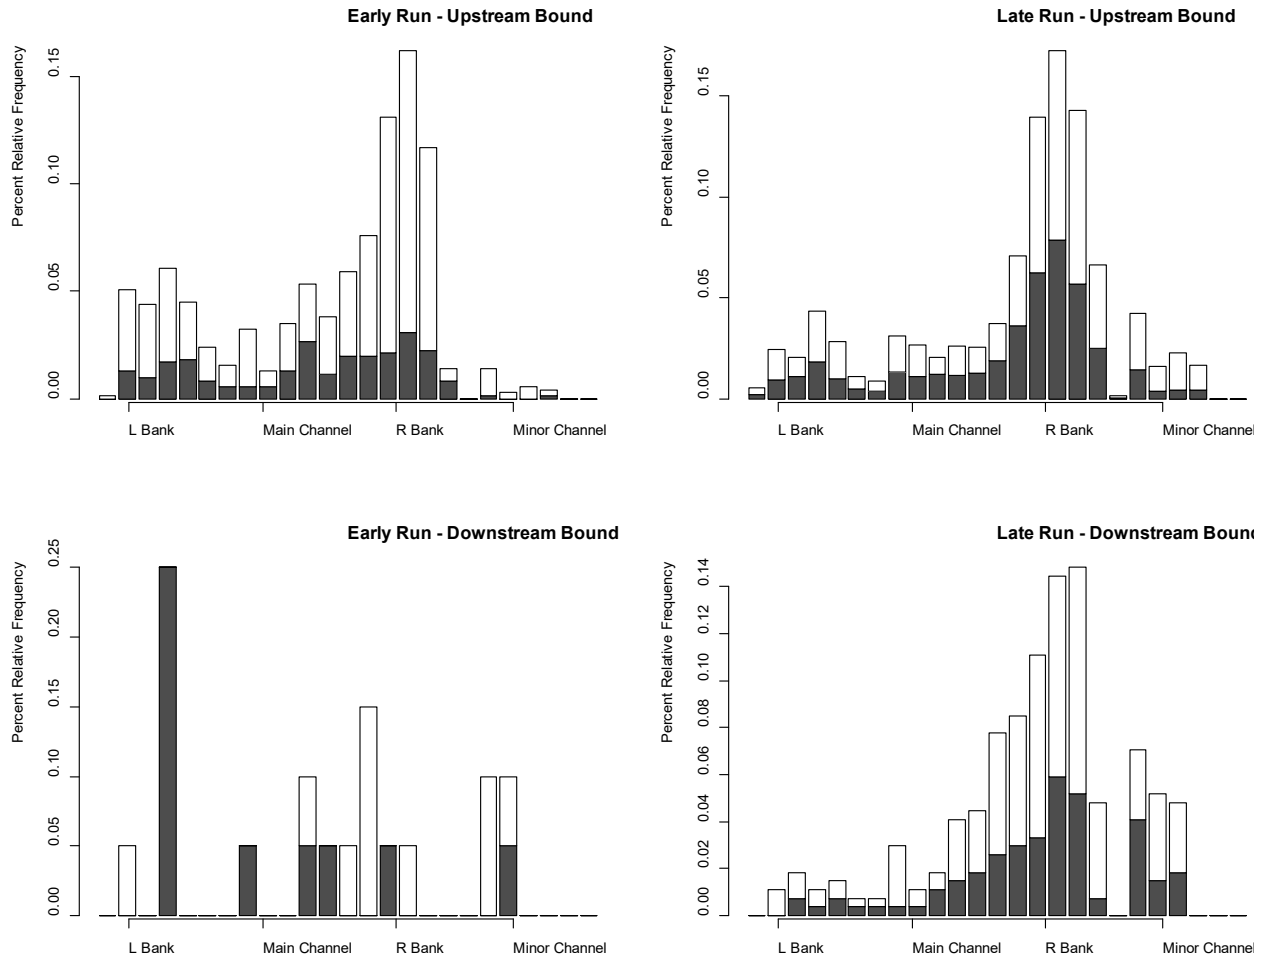 Early Run - Upstream Bound
Percent Relative Frequency
0.15
0.10
0.05
0.00
L Bank Main Channel R Bank Minor Channel
Late Run - Upstream Bound
Percent Relative Frequency
0.15
0.10
0.05
0.00
L Bank Main Channel R Bank Minor Channel
Early Run - Downstream Bound
Percent Relative Frequency
0.25
0.20
0.15
0.10
0.05
0.00
L Bank Main Channel R Bank Minor Channel
Late Run - Downstream Bound
Percent Relative Frequency
0.14
0.12
0.10
0.08
0.06
0.04
0.02
0.00
L Bank Main Channel R Bank Minor Channel